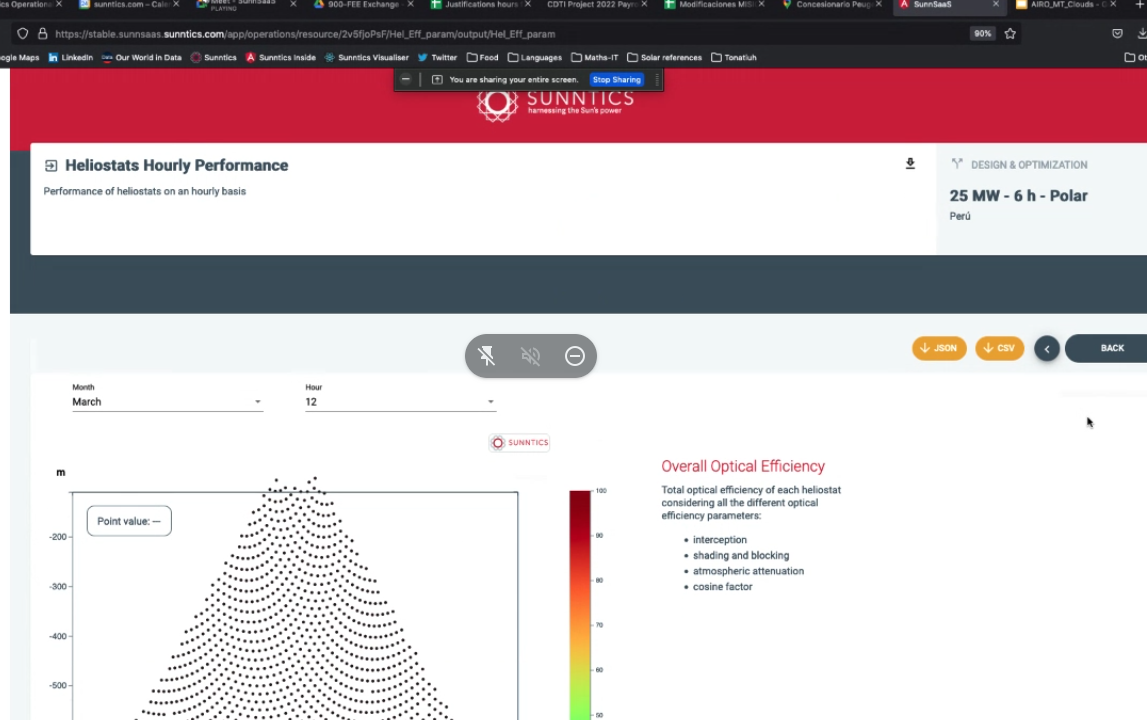 cs Operation
sunntics.com – Cale
Meet - SunnSaaS
PLAYING
900-FEE Exchange -
Justifications hours
CDTI Project 2022 Payr
Modificaciones MIS
Concesionario Peug
SunnSaaS
AIRO_MT_Clouds - G
https://stable.sunnsaas.sunntics.com/app/operations/resource/2v5fjoPsF/Hel_Eff_param/output/Hel_Eff_param
90%
ogle Maps
LinkedIn
Our World in Data
Sunntics
Sunntics Inside
Sunntics Visualiser
Twitter
Food
Languages
Maths-IT
Solar references
Tonatiuh
Ot
You are sharing your entire screen.
Stop Sharing
SUNNTICS
harnessing the Sun's power
Heliostats Hourly Performance
Performance of heliostats on an hourly basis
DESIGN & OPTIMIZATION
25 MW - 6 h - Polar
Perú
JSON
CSV
BACK
Month
March
Hour
12
SUNNTICS
m
Point value: —
-200
-300
-400
-500
100
90
80
70
60
50
Overall Optical Efficiency
Total optical efficiency of each heliostat
considering all the different optical
efficiency parameters:
• interception
• shading and blocking
• atmospheric attenuation
• cosine factor